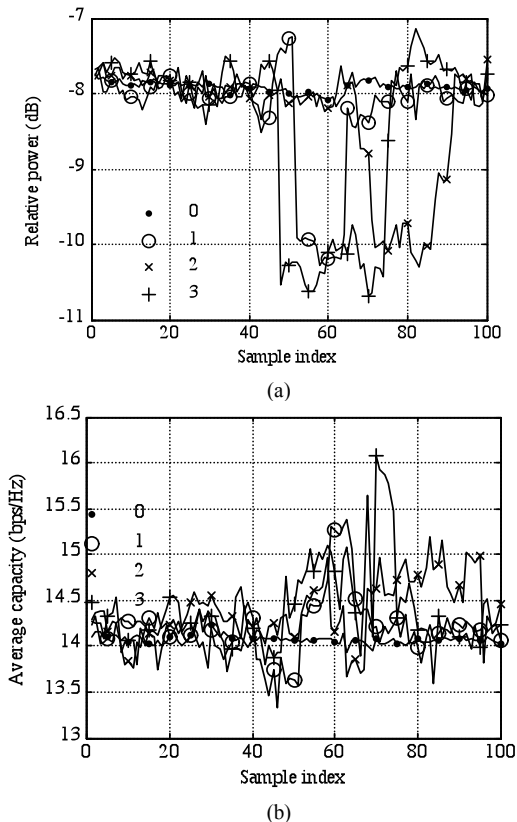 -7
-8
-9
-10
-11
Relative power (dB)
0
1
2
3
0 20 40 60 80 100
Sample index
(a)
16.5
16
15.5
15
14.5
14
13.5
13
Average capacity (bps/Hz)
0
1
2
3
0 20 40 60 80 100
Sample index
(b)